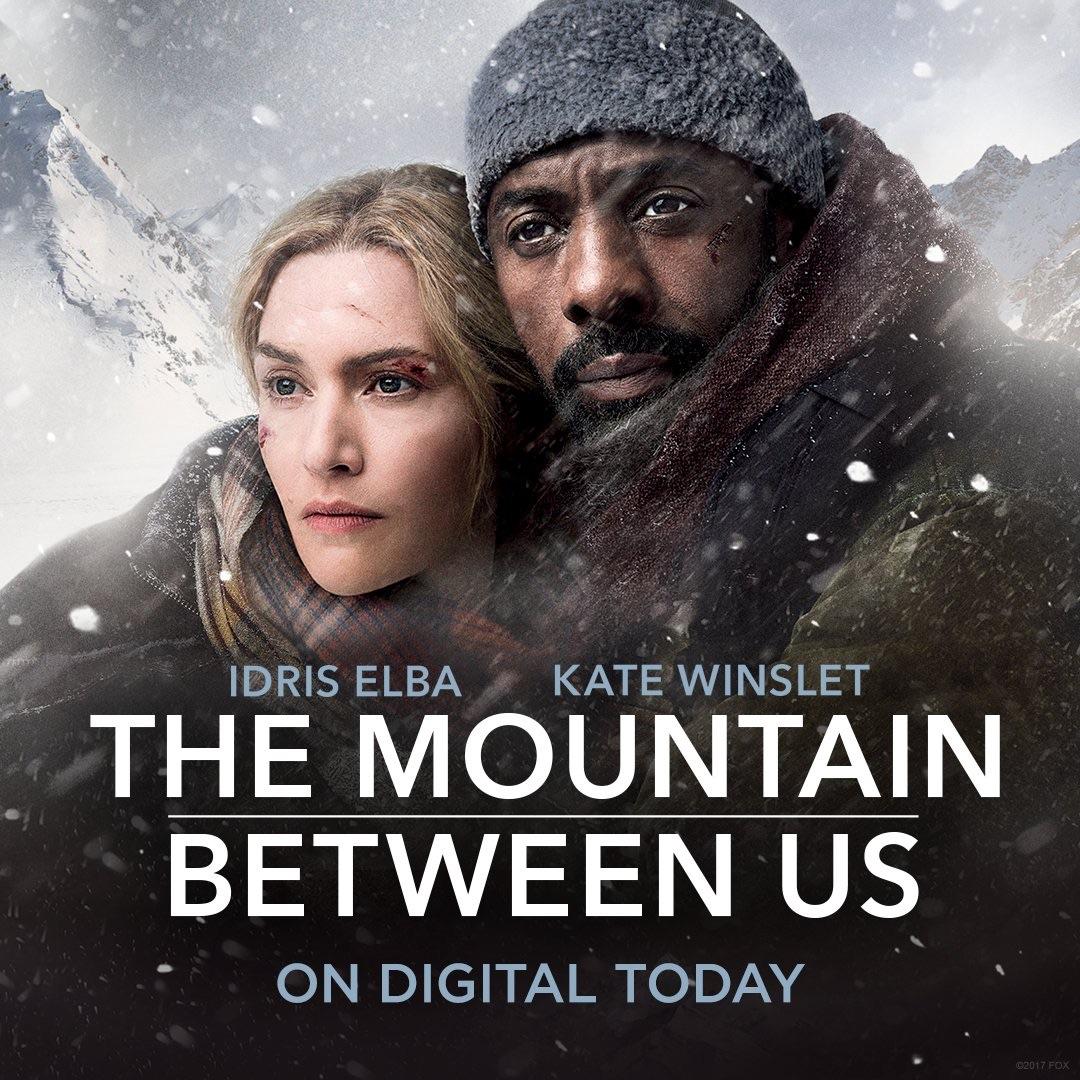 IDRIS ELBA KATE WINSLET
THE MOUNTAIN
BETWEEN US
ON DIGITAL TODAY
©2017 FOX